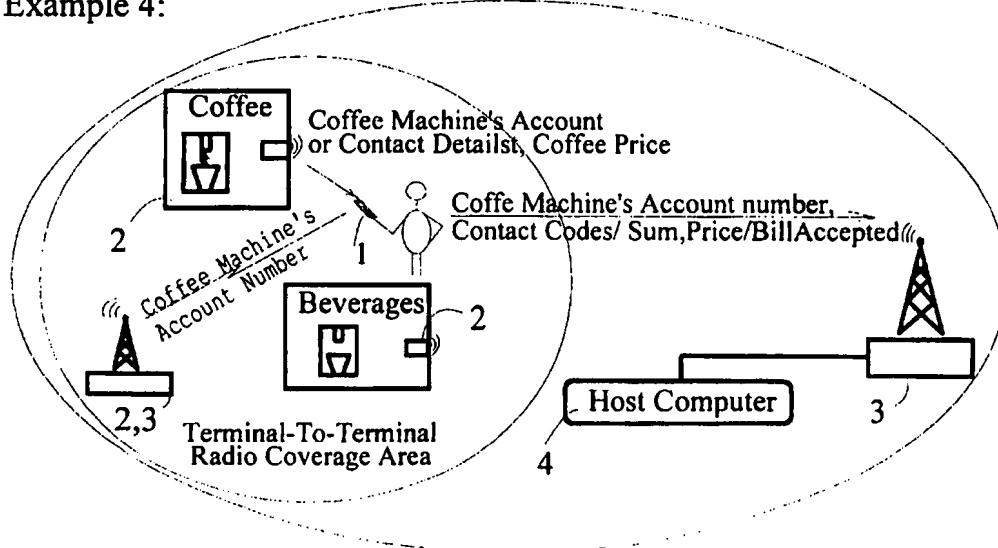 Example 4:
Coffee
Coffee Machine's Account
or Contact Detailst, Coffee Price
2
1
Coffe Machine's Account number,
Contact Codes/ Sum,Price/BillAccepted
Coffee Machine's
Account Number
Beverages
2
2,3
Terminal-To-Terminal
Radio Coverage Area
Host Computer
4
3